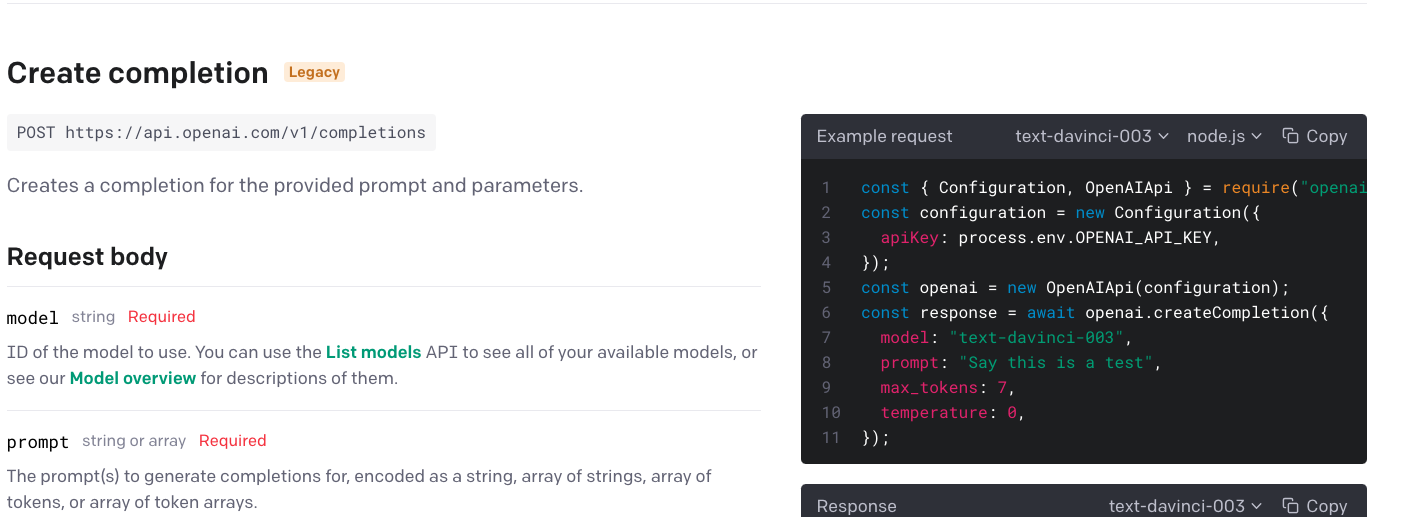 Create completion Legacy
POST https://api.openai.com/v1/completions
Creates a completion for the provided prompt and parameters.
Request body
model string Required
ID of the model to use. You can use the List models API to see all of your available models, or
see our Model overview for descriptions of them.
prompt string or array Required
The prompt(s) to generate completions for, encoded as a string, array of strings, array of
tokens, or array of token arrays.
Example request text-davinci-003 node.js Copy
1 const { Configuration, OpenAIApi } = require("openai
2 const configuration = new Configuration({
3 apiKey: process.env.OPENAI_API_KEY,
4 });
5 const openai = new OpenAIApi(configuration);
6 const response = await openai.createCompletion({
7 model: "text-davinci-003",
8 prompt: "Say this is a test",
9 max_tokens: 7,
10 temperature: 0,
11 });
Response text-davinci-003 Copy